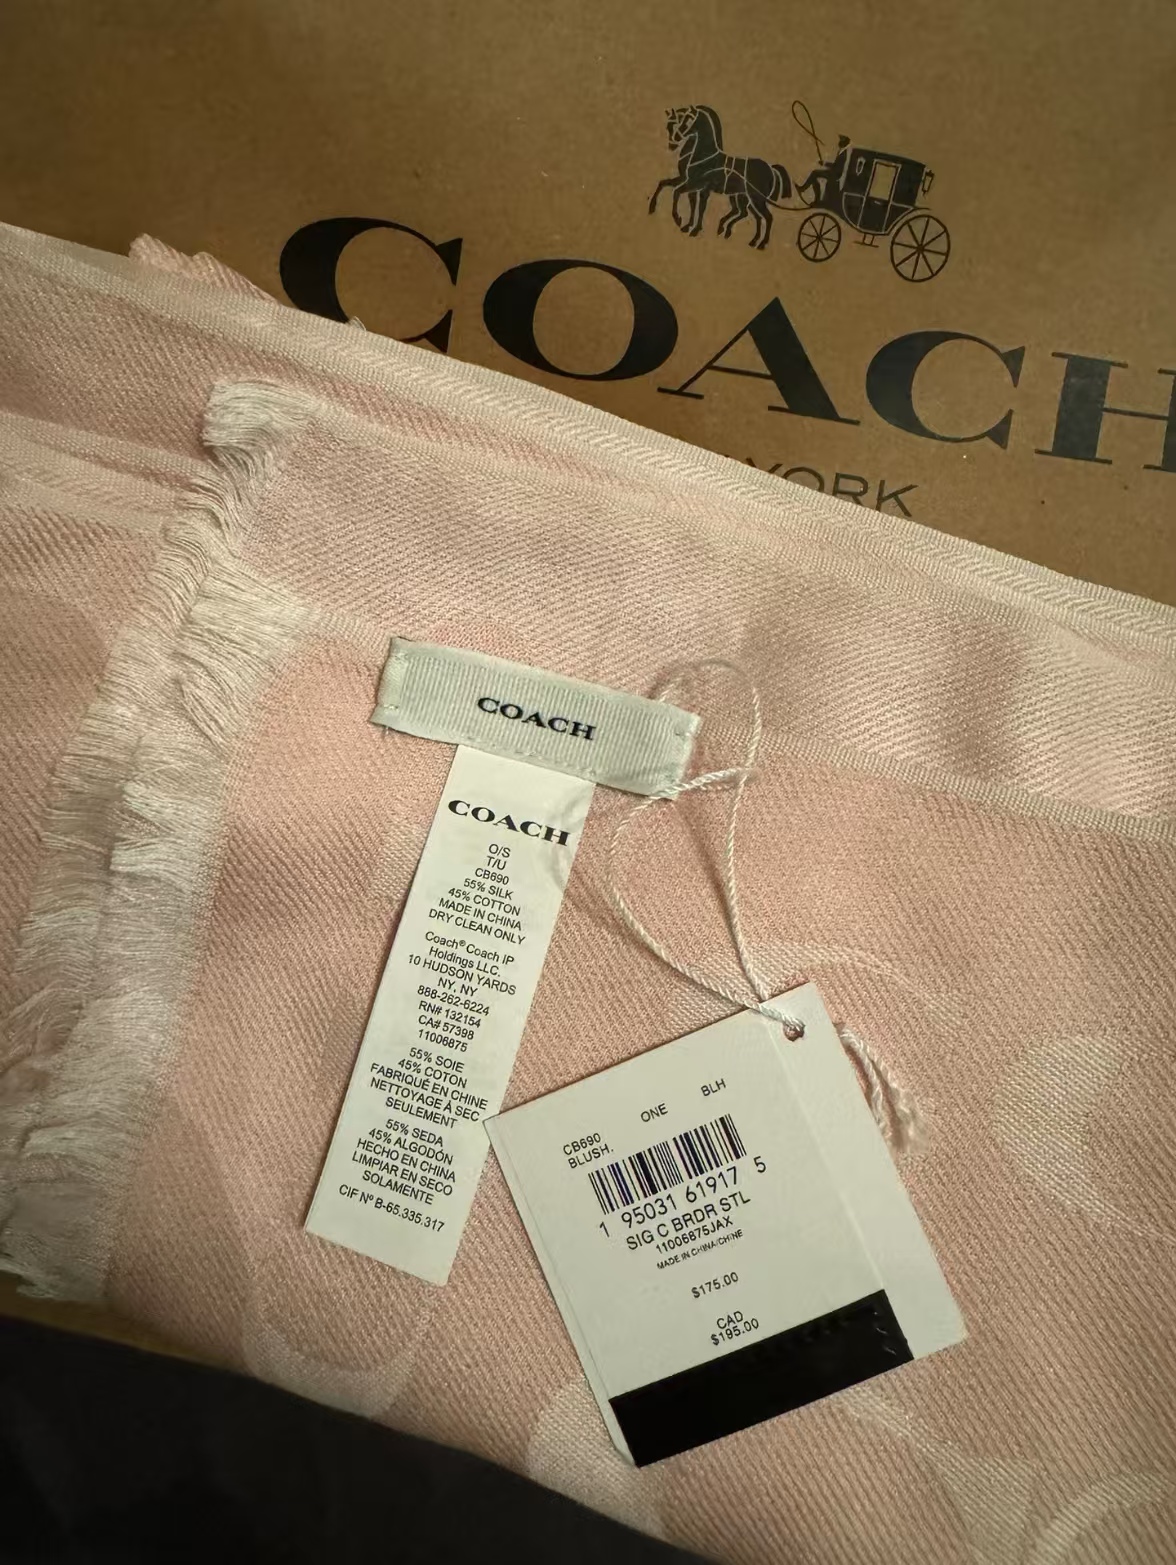 COACH
YORK
COACH
COACH
O/S
T/U
CB690
55% SILK
45% COTTON
MADE IN CHINA
DRY CLEAN ONLY
Coach® Coach IP
Holdings LLC.
10 HUDSON YARDS
NY, NY
888-262-6224
RN# 132154
CA# 57398
11006875
55% SOIE
45% COTON
FABRIQUÉ EN CHINE
NETTOYAGE À SEC
SEULEMENT
55% SEDA
45% ALGODÓN
HECHO EN CHINA
LIMPIAR EN SECO
SOLAMENTE
CIF Nº B-65.335.317
CB690 ONE BLH
BLUSH.
1 95031 61917 5
SIG C BRDR STL
11006875JAX
MADE IN CHINA/CHINE
$175.00
CAD
$195.00